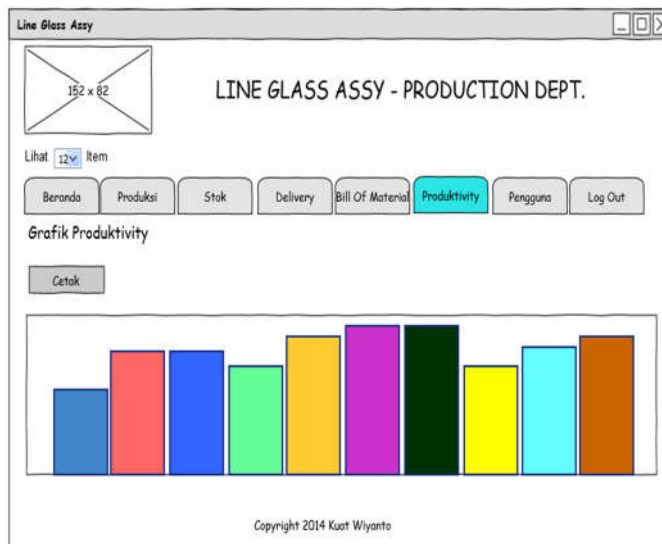 Line Glass Assy
152 x 82
LINE GLASS ASSY - PRODUCTION DEPT.
Lihat 12 Item
Beranda Produksi Stok Delivery Bill Of Material Produktivity Pengguna Log Out
Grafik Produktivity
Cetak
Copyright 2014 Kuat Wiyanto